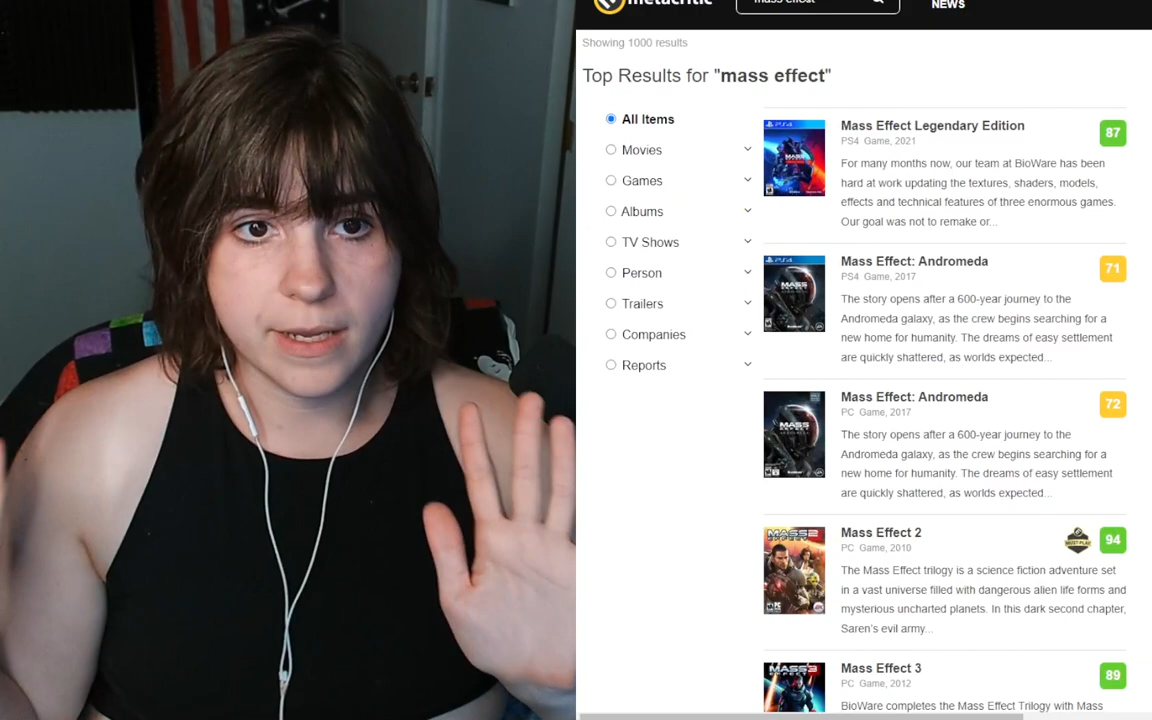 metacritic
mass effect
NEWS
Showing 1000 results
Top Results for "mass effect"
All Items
Movies
Games
Albums
TV Shows
Person
Trailers
Companies
Reports
Mass Effect Legendary Edition
87
PS4 Game, 2021
For many months now, our team at BioWare has been
hard at work updating the textures, shaders, models,
effects and technical features of three enormous games.
Our goal was not to remake or...
Mass Effect: Andromeda
71
PS4 Game, 2017
The story opens after a 600-year journey to the
Andromeda galaxy, as the crew begins searching for a
new home for humanity. The dreams of easy settlement
are quickly shattered, as worlds expected...
Mass Effect: Andromeda
72
PC Game, 2017
The story opens after a 600-year journey to the
Andromeda galaxy, as the crew begins searching for a
new home for humanity. The dreams of easy settlement
are quickly shattered, as worlds expected...
Mass Effect 2
MUST-PLAY
94
PC Game, 2010
The Mass Effect trilogy is a science fiction adventure set
in a vast universe filled with dangerous alien life forms and
mysterious uncharted planets. In this dark second chapter,
Saren's evil army...
Mass Effect 3
89
PC Game, 2012
BioWare completes the Mass Effect Trilogy with Mass